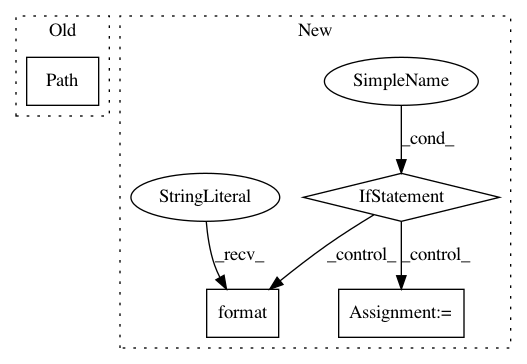 Old
New
Path
SimpleName
_cond_
StringLiteral
IfStatement
_recv_
_control_
_control_
format
Assignment:=